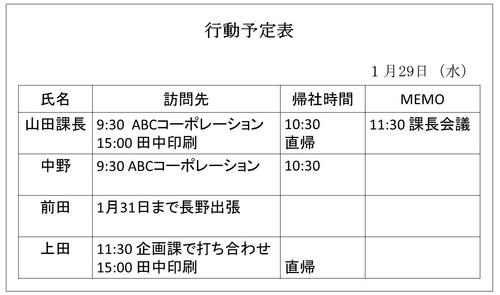 行動予定表
1月29日（水）
氏名 訪問先 帰社時間 MEMO
山田課長 9:30 ABCコーポレーション 10:30 11:30 課長会議
15:00 田中印刷 直帰
中野 9:30 ABCコーポレーション 10:30
前田 1月31日まで長野出張
上田 11:30 企画課で打ち合わせ
15:00 田中印刷 直帰